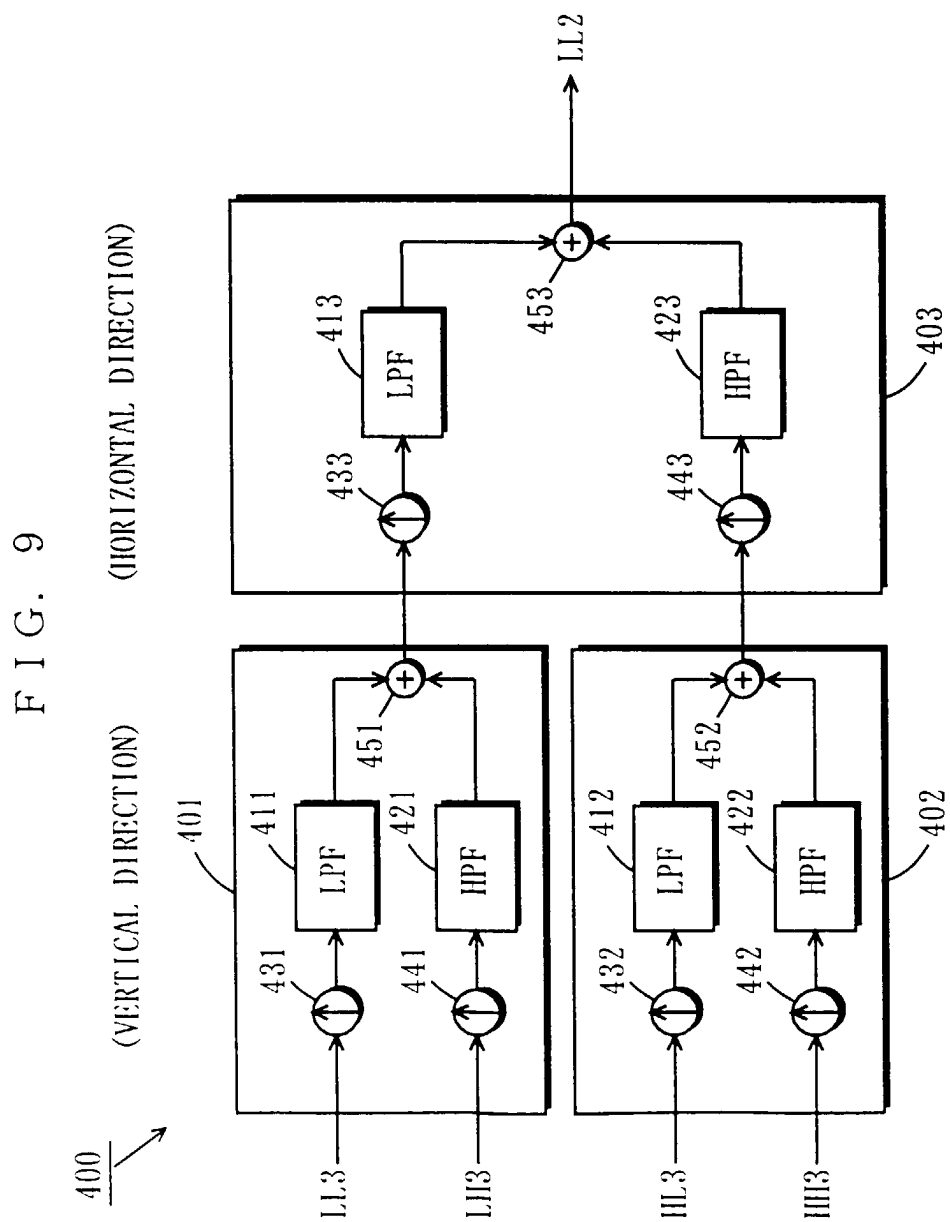 FIG. 9
400
(VERTICAL DIRECTION)
(HORIZONTAL DIRECTION)
401
LL3
431
411
LPF
LH3
441
421
HPF
451
HL3
432
412
LPF
HH3
442
422
HPF
452
402
433
413
LPF
443
423
HPF
453
403
LL2